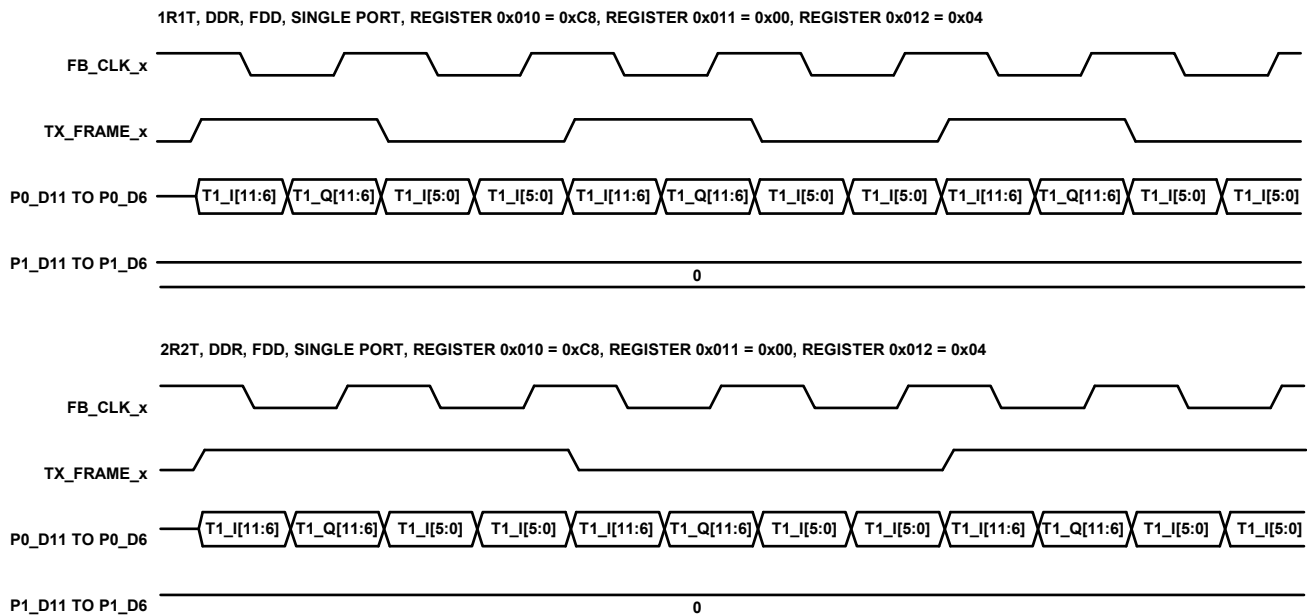 1R1T, DDR, FDD, SINGLE PORT, REGISTER 0x010 = 0xC8, REGISTER 0x011 = 0x00, REGISTER 0x012 = 0x04
FB_CLK_x
TX_FRAME_x
P0_D11 TO P0_D6 T1_I[11:6] T1_Q[11:6] T1_I[5:0] T1_I[5:0] T1_I[11:6] T1_Q[11:6] T1_I[5:0] T1_I[5:0] T1_I[11:6] T1_Q[11:6] T1_I[5:0] T1_I[5:0]
P1_D11 TO P1_D6 0
2R2T, DDR, FDD, SINGLE PORT, REGISTER 0x010 = 0xC8, REGISTER 0x011 = 0x00, REGISTER 0x012 = 0x04
FB_CLK_x
TX_FRAME_x
P0_D11 TO P0_D6 T1_I[11:6] T1_Q[11:6] T1_I[5:0] T1_I[5:0] T1_I[11:6] T1_Q[11:6] T1_I[5:0] T1_I[5:0] T1_I[11:6] T1_Q[11:6] T1_I[5:0] T1_I[5:0]
P1_D11 TO P1_D6 0